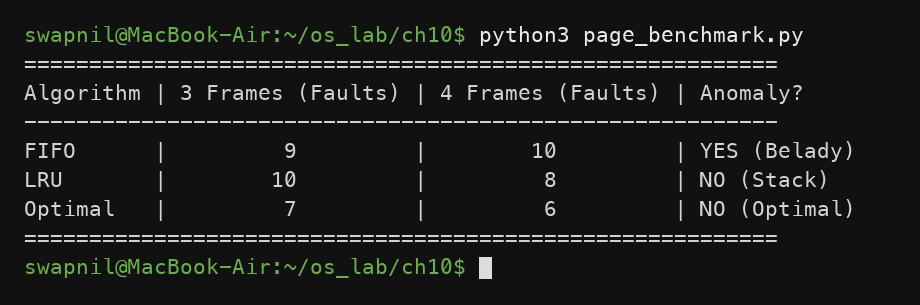 swapnil@MacBook-Air:~/os_lab/ch10$ python3 page_benchmark.py
==========================================================
Algorithm | 3 Frames (Faults) | 4 Frames (Faults) | Anomaly?
----------------------------------------------------------
FIFO      |         9         |        10         | YES (Belady)
LRU       |        10         |         8         | NO (Stack)
Optimal   |         7         |         6         | NO (Optimal)
==========================================================
swapnil@MacBook-Air:~/os_lab/ch10$